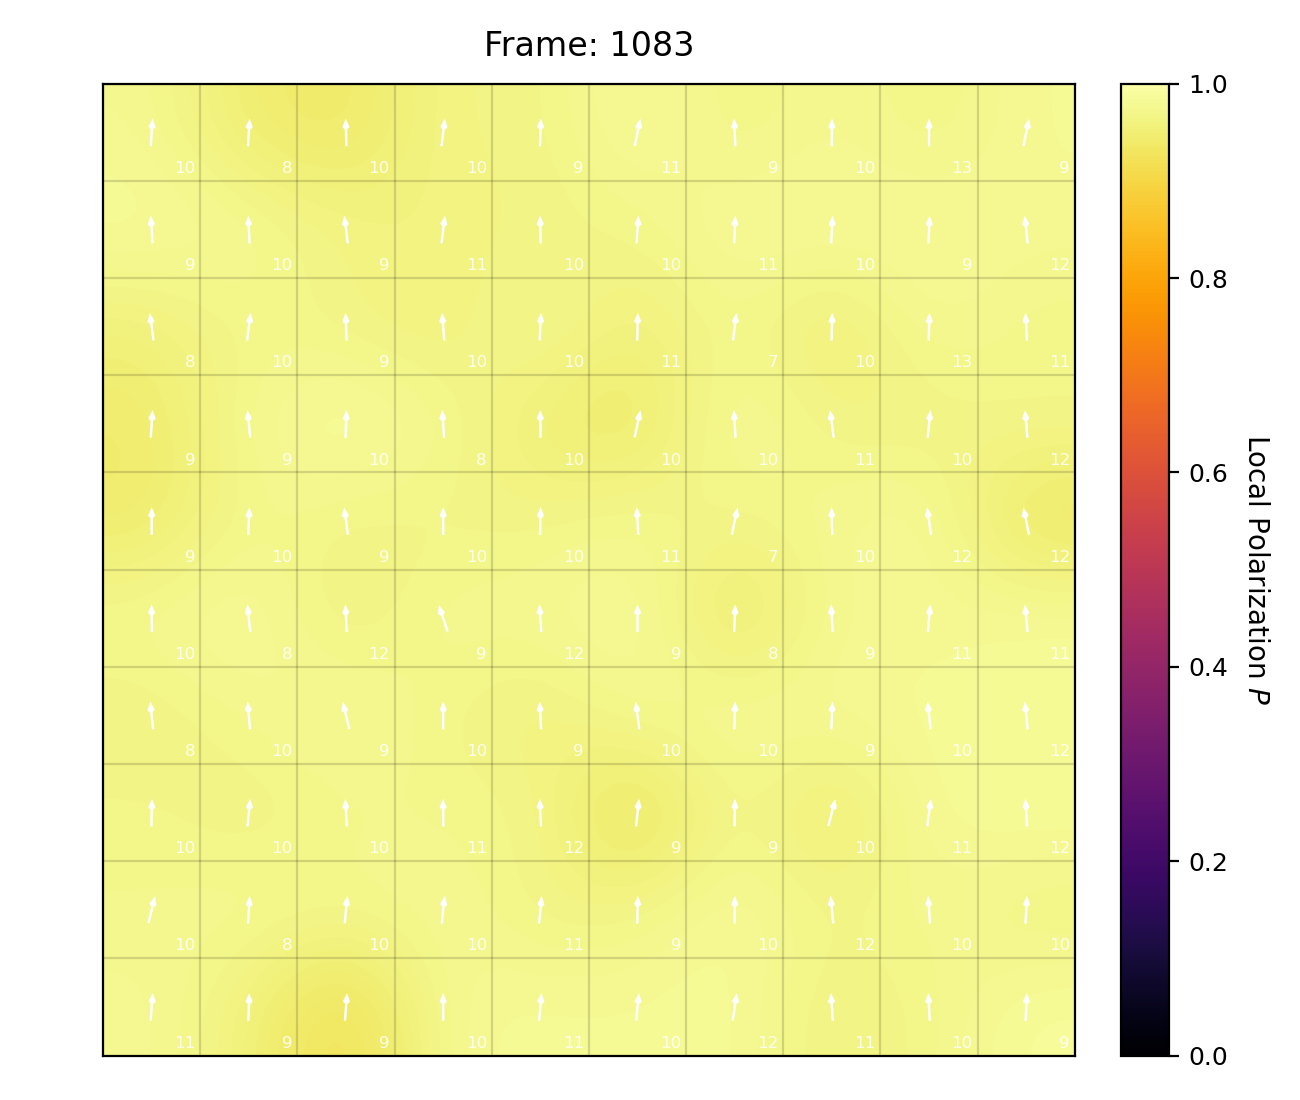 Frame: 1083
10 8 10 10 9 11 9 10 13 9
9 10 9 11 10 10 11 10 9 12
8 10 9 10 10 11 7 10 13 11
9 9 10 8 10 10 10 11 10 12
9 10 9 10 10 11 7 10 12 12
10 8 12 9 12 9 8 9 11 11
8 10 9 10 9 10 10 9 10 12
10 10 10 11 12 9 9 10 11 12
10 8 10 10 11 9 10 12 10 10
11 9 9 10 11 10 12 11 10 9
1.0
0.8
0.6
0.4
0.2
0.0
Local Polarization P